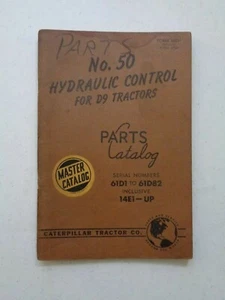 PARTS
No. 50
HYDRAULIC CONTROL
FOR D9 TRACTORS
PARTS
Catalog
MASTER
CATALOG
SERIAL NUMBERS
61D1 TO 61D82
INCLUSIVE
14E1-UP
CATERPILLAR TRACTOR CO.